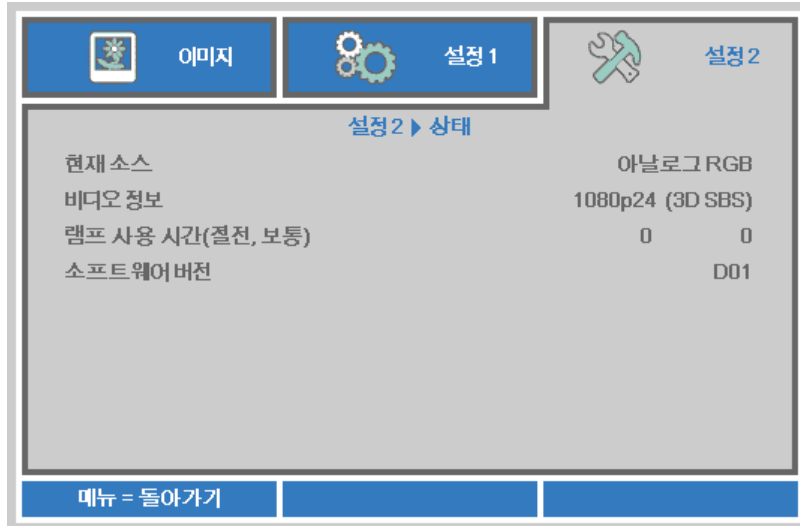 이미지 설정 1 설정 2
설정 2 ▶ 상태
현재 소스 아날로그 RGB
비디오 정보 1080p24 (3D SBS)
램프 사용 시간(절전, 보통) 0 0
소프트웨어 버전 D01
메뉴 = 돌아가기